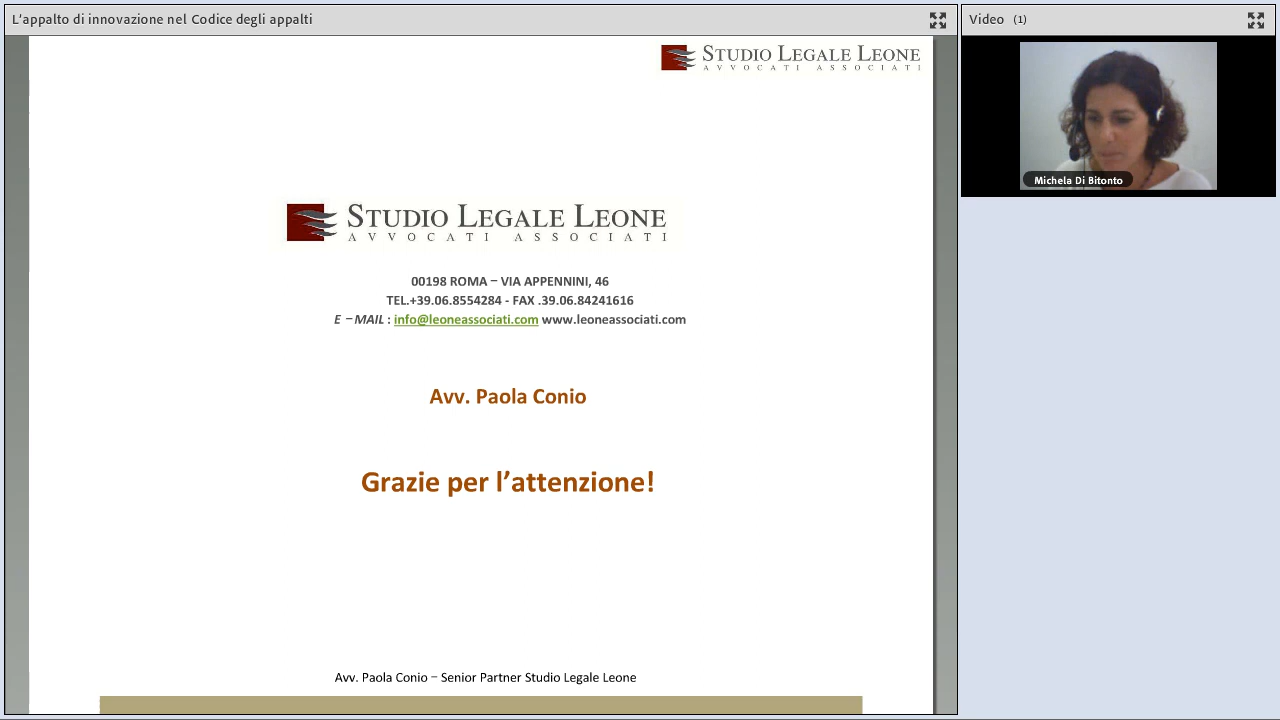 L'appalto di innovazione nel Codice degli appalti
Video (1)
STUDIO LEGALE LEONE
AVVOCATI ASSOCIATI
Michela Di Bitonto
STUDIO LEGALE LEONE
AVVOCATI ASSOCIATI
00198 ROMA – VIA APPENNINI, 46
TEL.+39.06.8554284 - FAX .39.06.84241616
E – MAIL : info@leoneassociati.com www.leoneassociati.com
Avv. Paola Conio
Grazie per l'attenzione!
Avv. Paola Conio – Senior Partner Studio Legale Leone